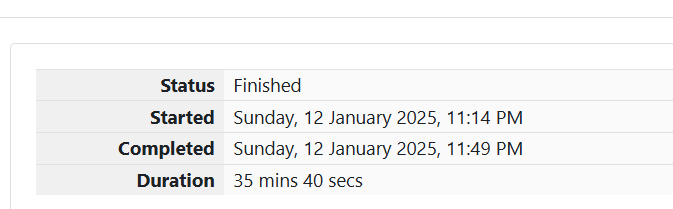 Status Finished
Started Sunday, 12 January 2025, 11:14 PM
Completed Sunday, 12 January 2025, 11:49 PM
Duration 35 mins 40 secs